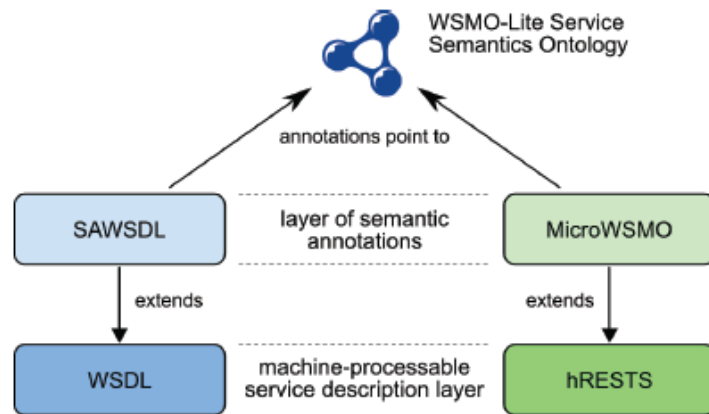 WSMO-Lite Service
Semantics Ontology
annotations point to
SAWSDL
layer of semantic
annotations
MicroWSMO
extends
extends
WSDL
machine-processable
service description layer
hRESTS